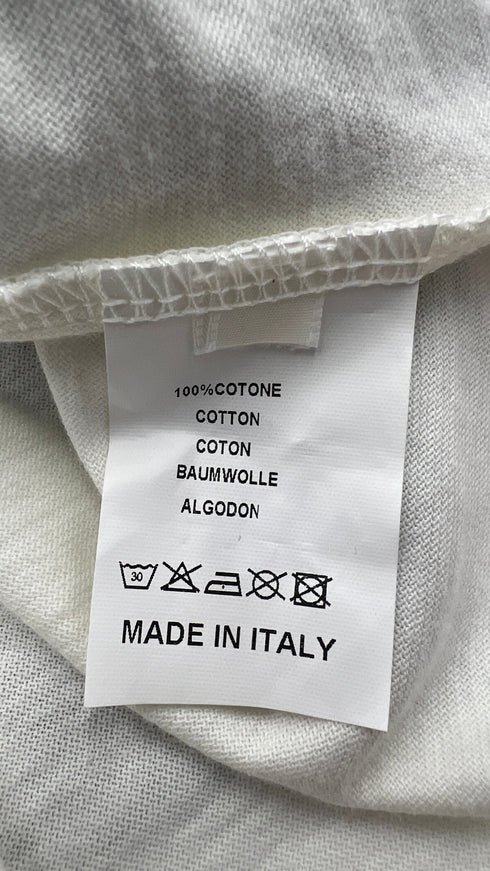 100%COTONE
COTTON
COTON
BAUMWOLLE
ALGODON
30
MADE IN ITALY